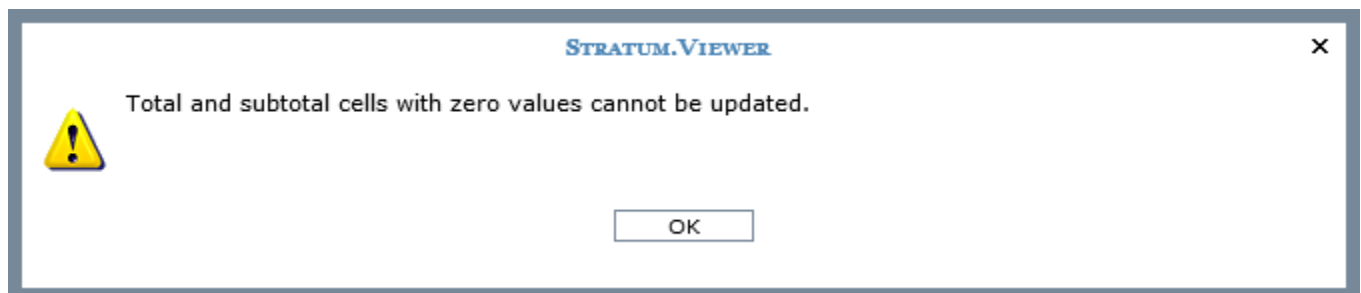 Stratum.Viewer
Total and subtotal cells with zero values cannot be updated.
OK